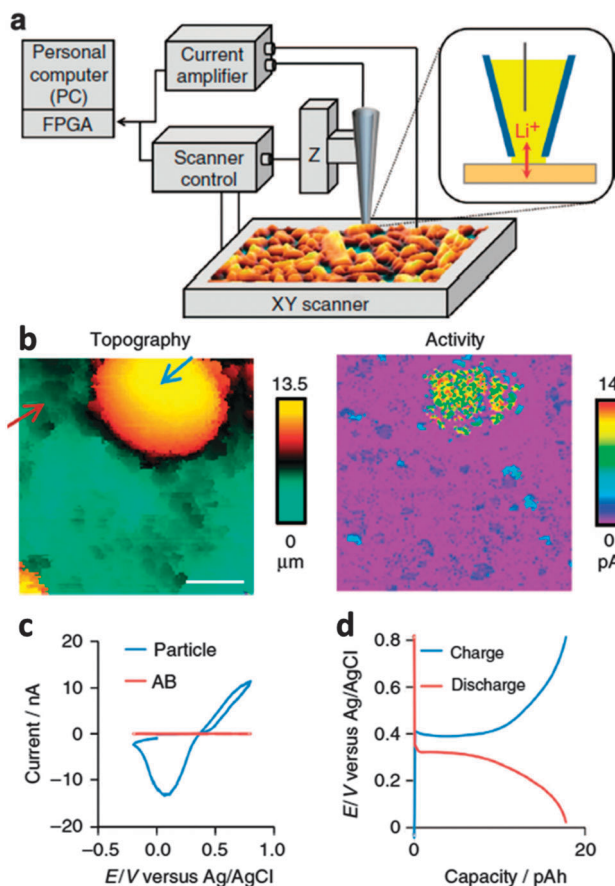 a
Personal
computer
(PC)
FPGA
Current
amplifier
Scanner
control
Z
Li+
XY scanner
b
Topography
13.5
0
μm
Activity
14
0
pA
c
Particle
AB
Current / nA
20
10
0
−10
−20
−0.5
0.0
0.5
1.0
E/V versus Ag/AgCl
d
Charge
Discharge
E/V versus Ag/AgCl
0.8
0.6
0.4
0.2
0
0
20
Capacity / pAh